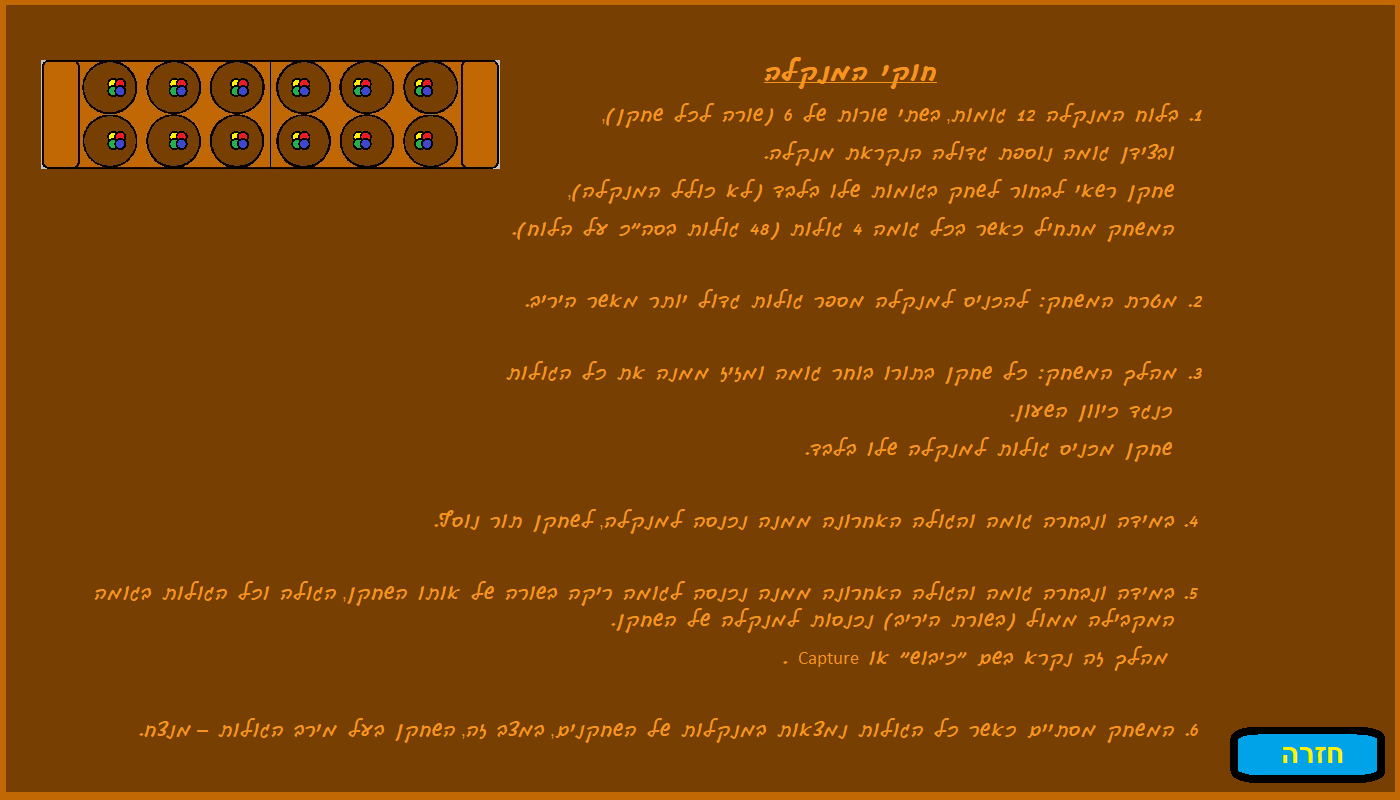 חוקי המנקלה
1. בלוח המנקלה 12 גומות, בשתי שורות של 6 (שורה לכל שחקן),
ובצידן גומה נוספת גדולה הנקראת מנקלה.
שחקן רשאי לבחור לשחק בגומות שלו בלבד (לא כולל המנקלה),
המשחק מתחיל כאשר בכל גומה 4 גולות (48 גולות בסה"כ על הלוח).
2. מטרת המשחק: להכניס למנקלה מספר גולות גדול יותר מאשר היריב.
3. מהלך המשחק: כל שחקן בתורו בוחר גומה ומזיז ממנה את כל הגולות
כנגד כיוון השעון.
שחקן מכניס גולות למנקלה שלו בלבד.
4. במידה ונבחרה גומה והגולה האחרונה ממנה נכנסה למנקלה, לשחקן תור נוסף.
5. במידה ונבחרה גומה והגולה האחרונה ממנה נכנסה לגומה ריקה בשורה של אותו השחקן, הגולה וכל הגולות בגומה
המקבילה ממול (בשורת היריב) נכנסות למנקלה של השחקן.
מהלך זה נקרא בשם "כיבוש" או Capture .
6. המשחק מסתיים כאשר כל הגולות נמצאות במנקלות של השחקנים, במצב זה, השחקן בעל מירב הגולות – מנצח.
חזרה